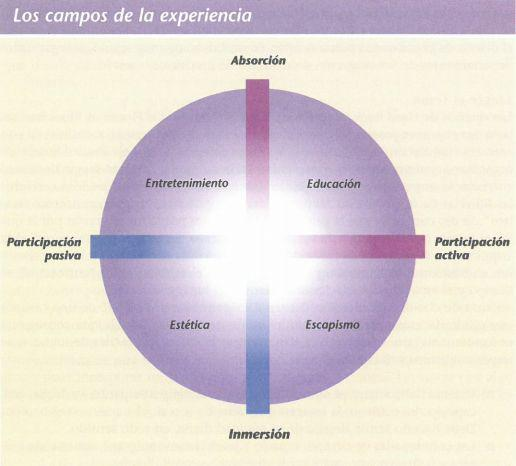 Los campos de la experiencia
Absorción
Entretenimiento
Educación
Participación
pasiva
Participación
activa
Estética
Escapismo
Inmersión